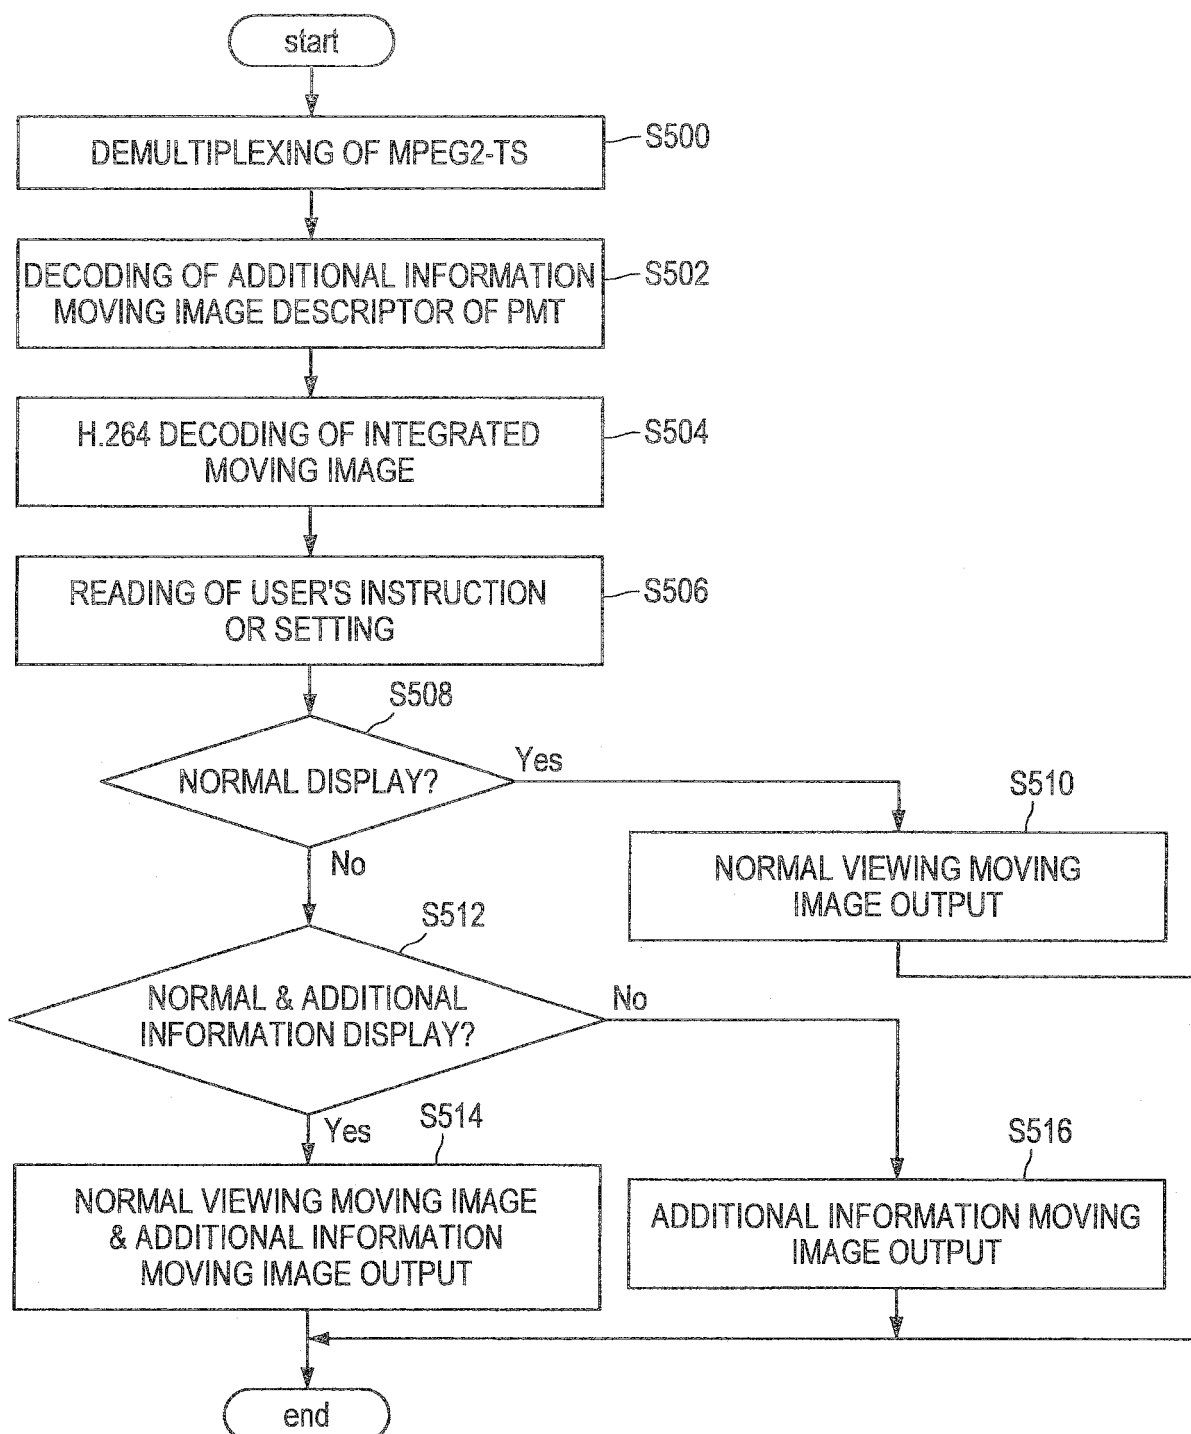 start
DEMULTIPLEXING OF MPEG2-TS
S500
DECODING OF ADDITIONAL INFORMATION
MOVING IMAGE DESCRIPTOR OF PMT
S502
H.264 DECODING OF INTEGRATED
MOVING IMAGE
S504
READING OF USER'S INSTRUCTION
OR SETTING
S506
S508
NORMAL DISPLAY?
Yes
No
S510
NORMAL VIEWING MOVING
IMAGE OUTPUT
S512
NORMAL & ADDITIONAL
INFORMATION DISPLAY?
No
Yes
S514
NORMAL VIEWING MOVING IMAGE
& ADDITIONAL INFORMATION
MOVING IMAGE OUTPUT
S516
ADDITIONAL INFORMATION MOVING
IMAGE OUTPUT
end